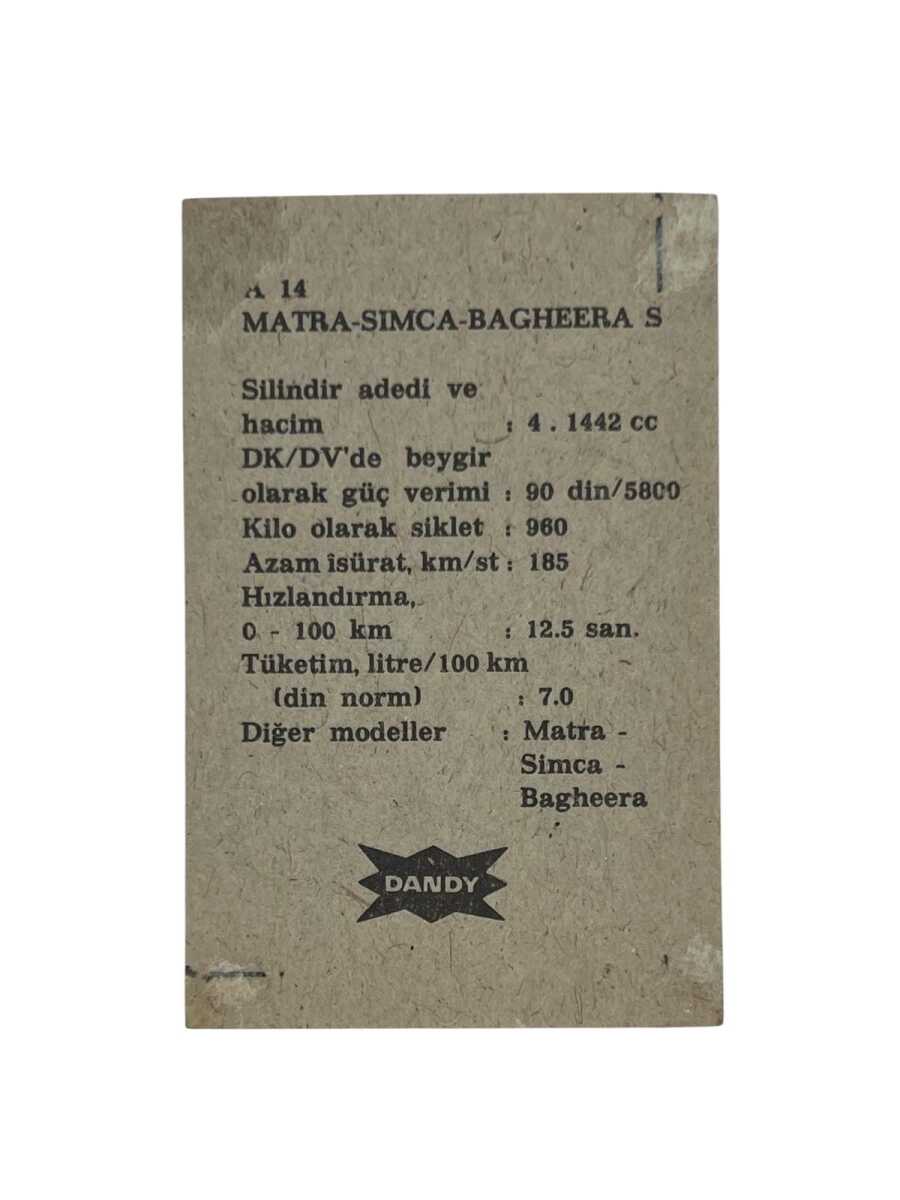 A 14
MATRA-SIMCA-BAGHEERA S
Silindir adedi ve
hacim : 4 . 1442 cc
DK/DV'de beygir
olarak güç verimi : 90 din/5800
Kilo olarak siklet : 960
Azam îsürat, km/st : 185
Hızlandırma,
0 - 100 km : 12.5 san.
Tüketim, litre/100 km
(din norm) : 7.0
Diğer modeller : Matra -
Simca -
Bagheera
DANDY